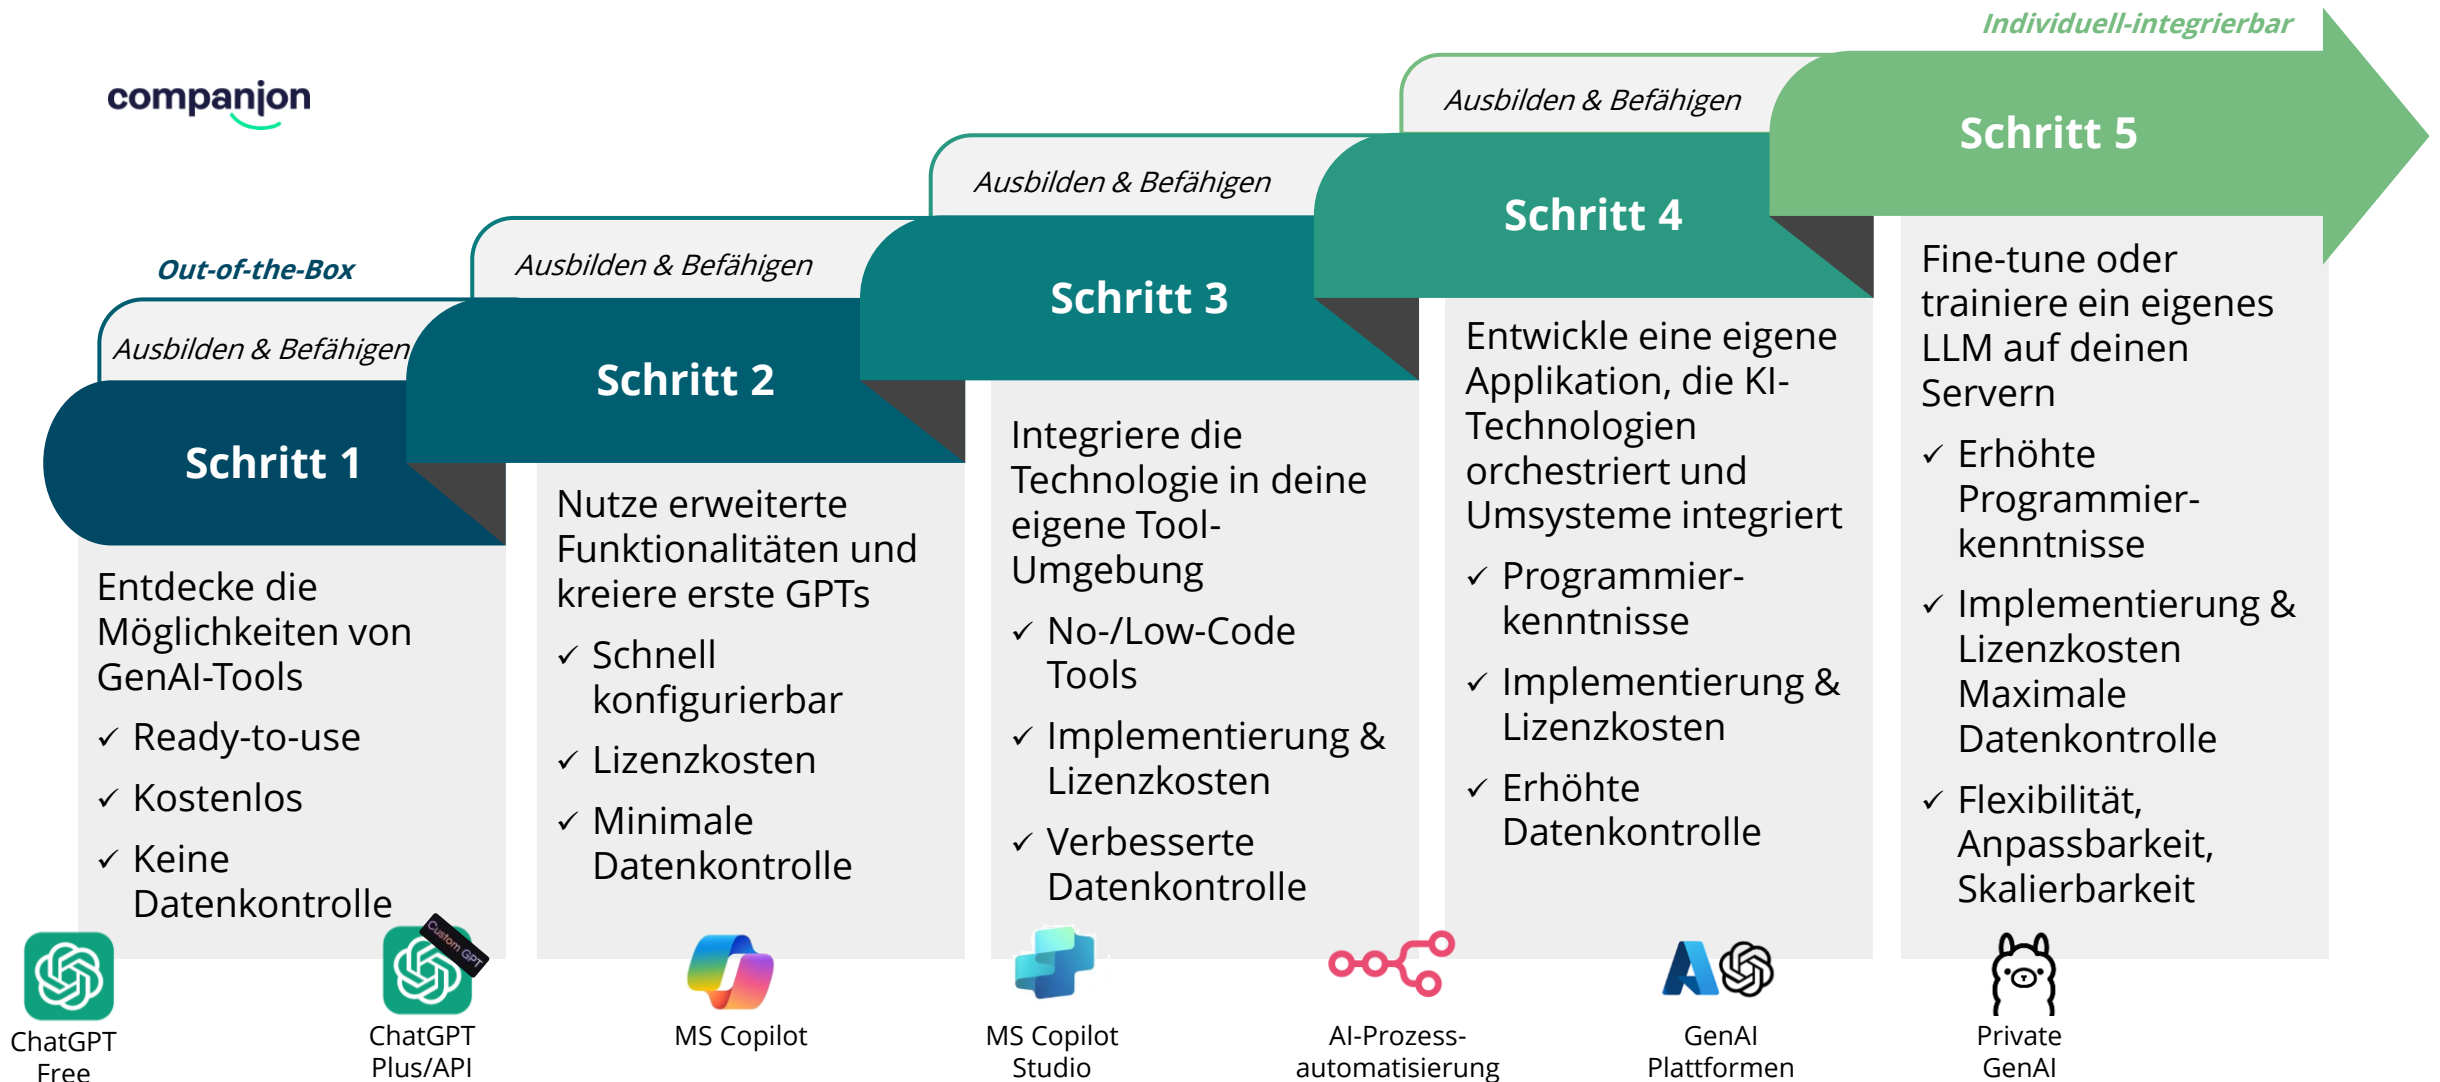 companjon
Out-of-the-Box
Individuell-integrierbar
Ausbilden & Befähigen
Schritt 1
Entdecke die
Möglichkeiten von
GenAI-Tools
✓ Ready-to-use
✓ Kostenlos
✓ Keine
Datenkontrolle
Ausbilden & Befähigen
Schritt 2
Nutze erweiterte
Funktionalitäten und
kreiere erste GPTs
✓ Schnell
konfigurierbar
✓ Lizenzkosten
✓ Minimale
Datenkontrolle
Ausbilden & Befähigen
Schritt 3
Integriere die
Technologie in deine
eigene Tool-
Umgebung
✓ No-/Low-Code
Tools
✓ Implementierung &
Lizenzkosten
✓ Verbesserte
Datenkontrolle
Ausbilden & Befähigen
Schritt 4
Entwickle eine eigene
Applikation, die KI-
Technologien
orchestriert und
Umsysteme integriert
✓ Programmier-
kenntnisse
✓ Implementierung &
Lizenzkosten
✓ Erhöhte
Datenkontrolle
Schritt 5
Fine-tune oder
trainiere ein eigenes
LLM auf deinen
Servern
✓ Erhöhte
Programmier-
kenntnisse
✓ Implementierung &
Lizenzkosten
Maximale
Datenkontrolle
✓ Flexibilität,
Anpassbarkeit,
Skalierbarkeit
ChatGPT
Free
Custom GPT
ChatGPT
Plus/API
MS Copilot
MS Copilot
Studio
AI-Prozess-
automatisierung
GenAI
Plattformen
Private
GenAI